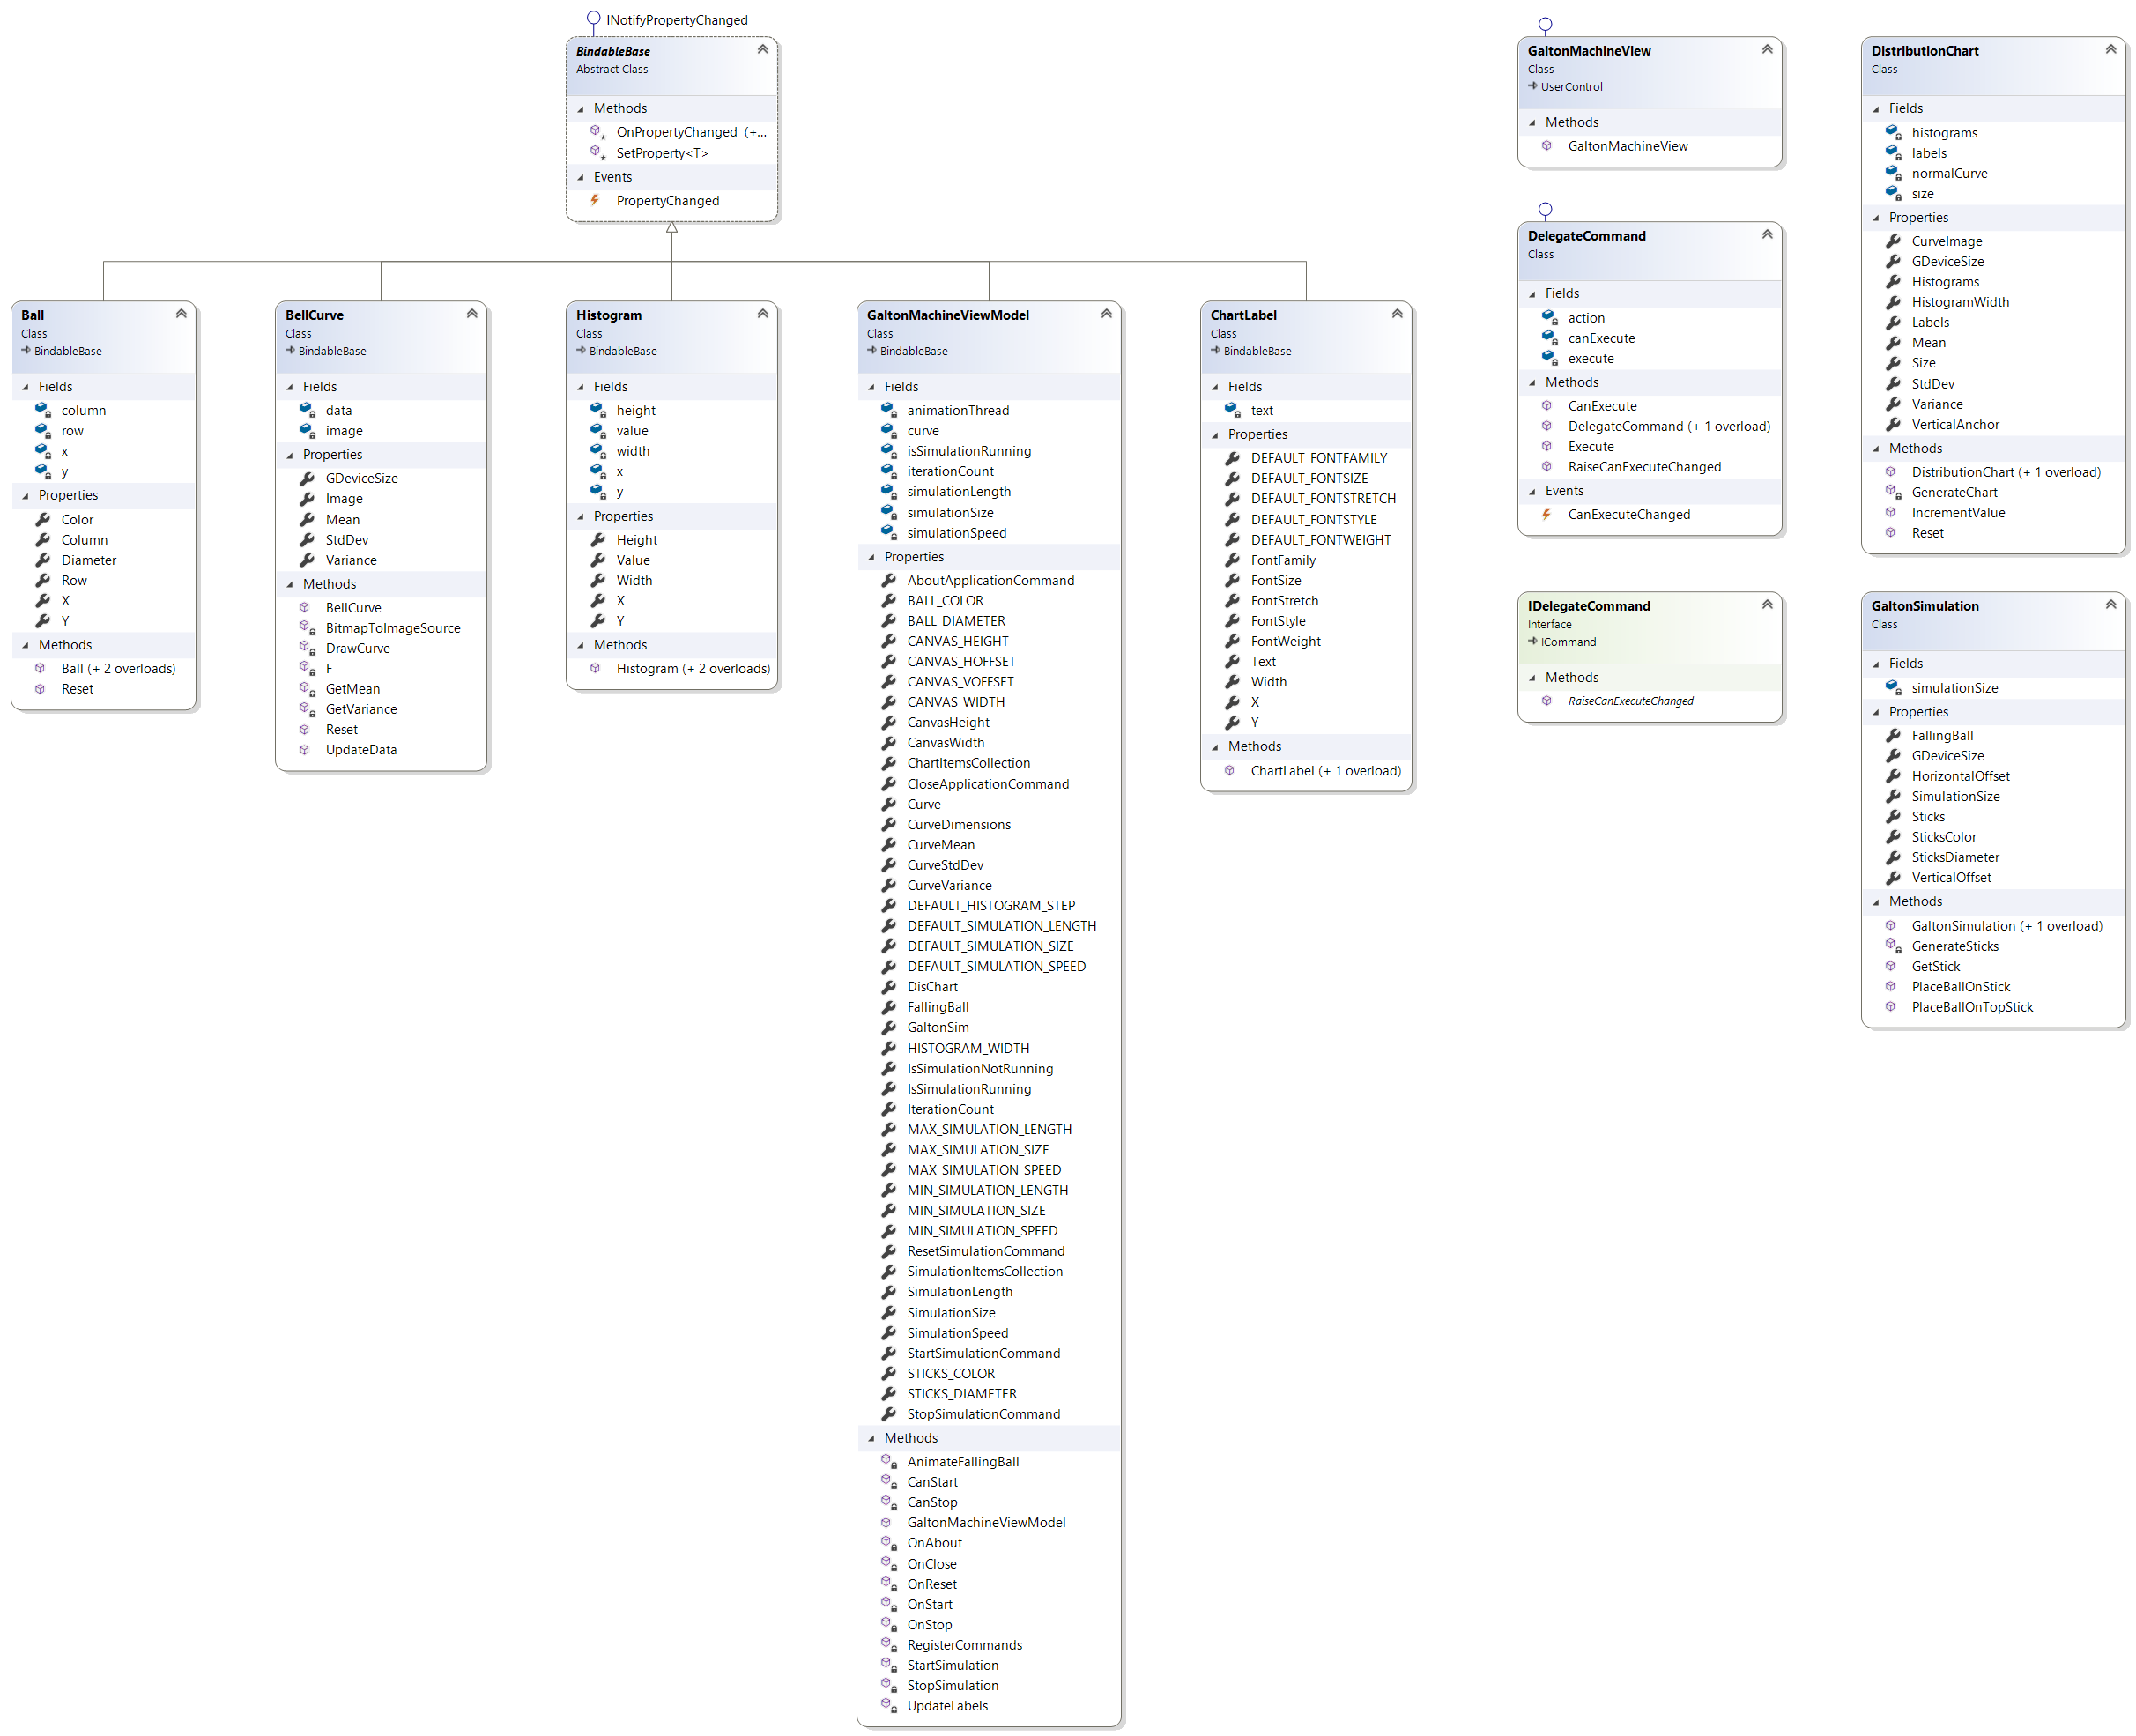 INotifyPropertyChanged
BindableBase
Abstract Class
Methods
OnPropertyChanged (+...
SetProperty<T>
Events
PropertyChanged
Ball
Class
BindableBase
Fields
column
row
x
y
Properties
Color
Column
Diameter
Row
X
Y
Methods
Ball (+ 2 overloads)
Reset
BellCurve
Class
BindableBase
Fields
data
image
Properties
GDeviceSize
Image
Mean
StdDev
Variance
Methods
BellCurve
BitmapToImageSource
DrawCurve
F
GetMean
GetVariance
Reset
UpdateData
Histogram
Class
BindableBase
Fields
height
value
width
x
y
Properties
Height
Value
Width
X
Y
Methods
Histogram (+ 2 overloads)
GaltonMachineViewModel
Class
BindableBase
Fields
animationThread
curve
isSimulationRunning
iterationCount
simulationLength
simulationSize
simulationSpeed
Properties
AboutApplicationCommand
BALL_COLOR
BALL_DIAMETER
CANVAS_HEIGHT
CANVAS_HOFFSET
CANVAS_VOFFSET
CANVAS_WIDTH
CanvasHeight
CanvasWidth
ChartItemsCollection
CloseApplicationCommand
Curve
CurveDimensions
CurveMean
CurveStdDev
CurveVariance
DEFAULT_HISTOGRAM_STEP
DEFAULT_SIMULATION_LENGTH
DEFAULT_SIMULATION_SIZE
DEFAULT_SIMULATION_SPEED
DisChart
FallingBall
GaltonSim
HISTOGRAM_WIDTH
IsSimulationNotRunning
IsSimulationRunning
IterationCount
MAX_SIMULATION_LENGTH
MAX_SIMULATION_SIZE
MAX_SIMULATION_SPEED
MIN_SIMULATION_LENGTH
MIN_SIMULATION_SIZE
MIN_SIMULATION_SPEED
ResetSimulationCommand
SimulationItemsCollection
SimulationLength
SimulationSize
SimulationSpeed
StartSimulationCommand
STICKS_COLOR
STICKS_DIAMETER
StopSimulationCommand
Methods
AnimateFallingBall
CanStart
CanStop
GaltonMachineViewModel
OnAbout
OnClose
OnReset
OnStart
OnStop
RegisterCommands
StartSimulation
StopSimulation
UpdateLabels
ChartLabel
Class
BindableBase
Fields
text
Properties
DEFAULT_FONTFAMILY
DEFAULT_FONTSIZE
DEFAULT_FONTSTRETCH
DEFAULT_FONTSTYLE
DEFAULT_FONTWEIGHT
FontFamily
FontSize
FontStretch
FontStyle
FontWeight
Text
Width
X
Y
Methods
ChartLabel (+ 1 overload)
GaltonMachineView
Class
UserControl
Methods
GaltonMachineView
DelegateCommand
Class
Fields
action
canExecute
execute
Methods
CanExecute
DelegateCommand (+ 1 overload)
Execute
RaiseCanExecuteChanged
Events
CanExecuteChanged
IDelegateCommand
Interface
ICommand
Methods
RaiseCanExecuteChanged
DistributionChart
Class
Fields
histograms
labels
normalCurve
size
Properties
CurveImage
GDeviceSize
Histograms
HistogramWidth
Labels
Mean
Size
StdDev
Variance
VerticalAnchor
Methods
DistributionChart (+ 1 overload)
GenerateChart
IncrementValue
Reset
GaltonSimulation
Class
Fields
simulationSize
Properties
FallingBall
GDeviceSize
HorizontalOffset
SimulationSize
Sticks
SticksColor
SticksDiameter
VerticalOffset
Methods
GaltonSimulation (+ 1 overload)
GenerateSticks
GetStick
PlaceBallOnStick
PlaceBallOnTopStick